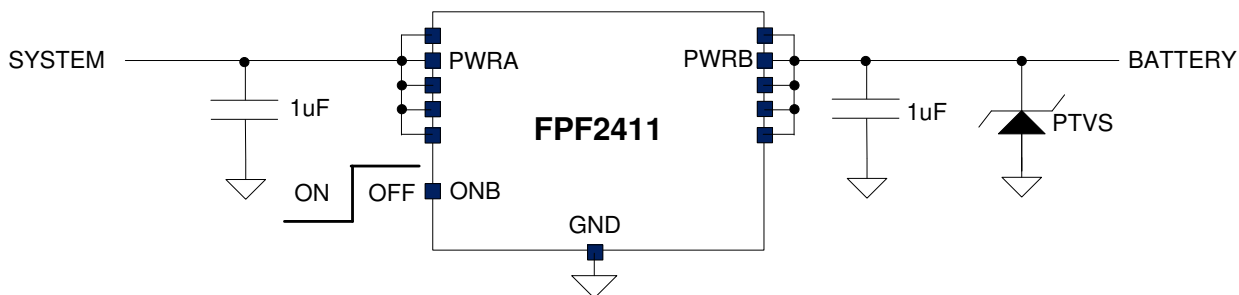 SYSTEM
PWRA
PWRB
BATTERY
1uF
FPF2411
1uF
PTVS
ON
OFF
ONB
GND